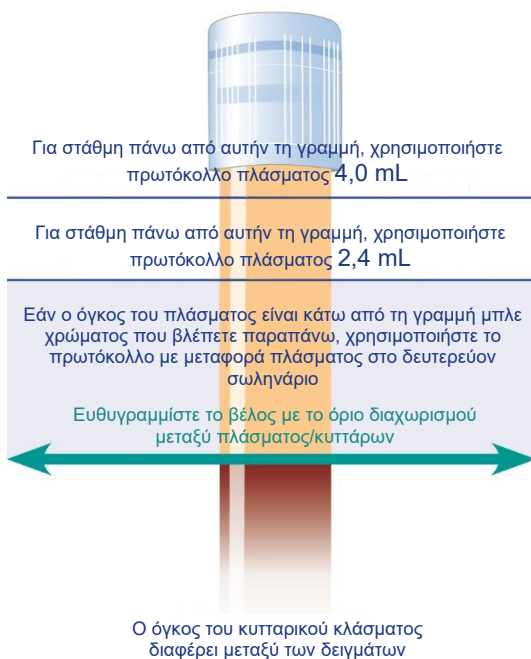 Για στάθμη πάνω από αυτήν τη γραμμή, χρησιμοποιήστε
πρωτόκολλο πλάσματος 4,0 mL
Για στάθμη πάνω από αυτήν τη γραμμή, χρησιμοποιήστε
πρωτόκολλο πλάσματος 2,4 mL
Εάν ο όγκος του πλάσματος είναι κάτω από τη γραμμή μπλε
χρώματος που βλέπετε παραπάνω, χρησιμοποιήστε το
πρωτόκολλο με μεταφορά πλάσματος στο δευτερεύον
σωληνάριο
Ευθυγραμμίστε το βέλος με το όριο διαχωρισμού
μεταξύ πλάσματος/κυττάρων
Ο όγκος του κυτταρικού κλάσματος
διαφέρει μεταξύ των δειγμάτων